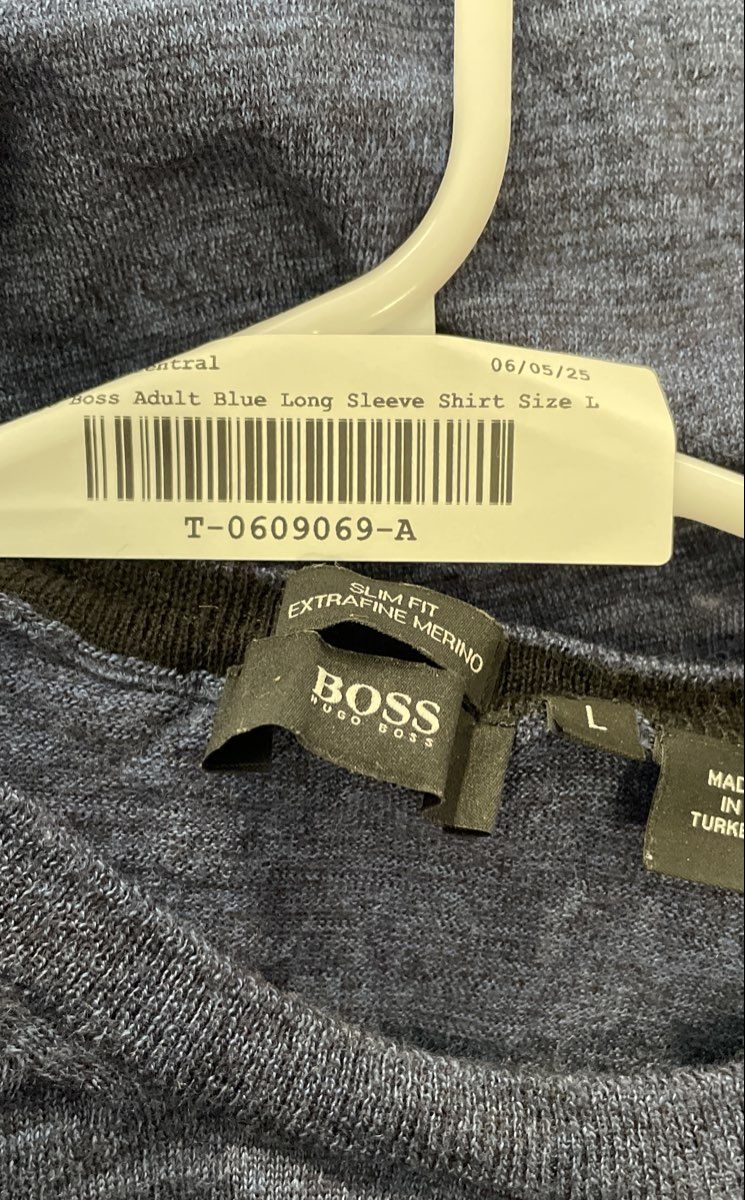 06/05/25
Boss Adult Blue Long Sleeve Shirt Size L
T-0609069-A
SLIM FIT
EXTRAFINE MERINO
BOSS
HUGO BOSS
L
MAD
IN
TURKE